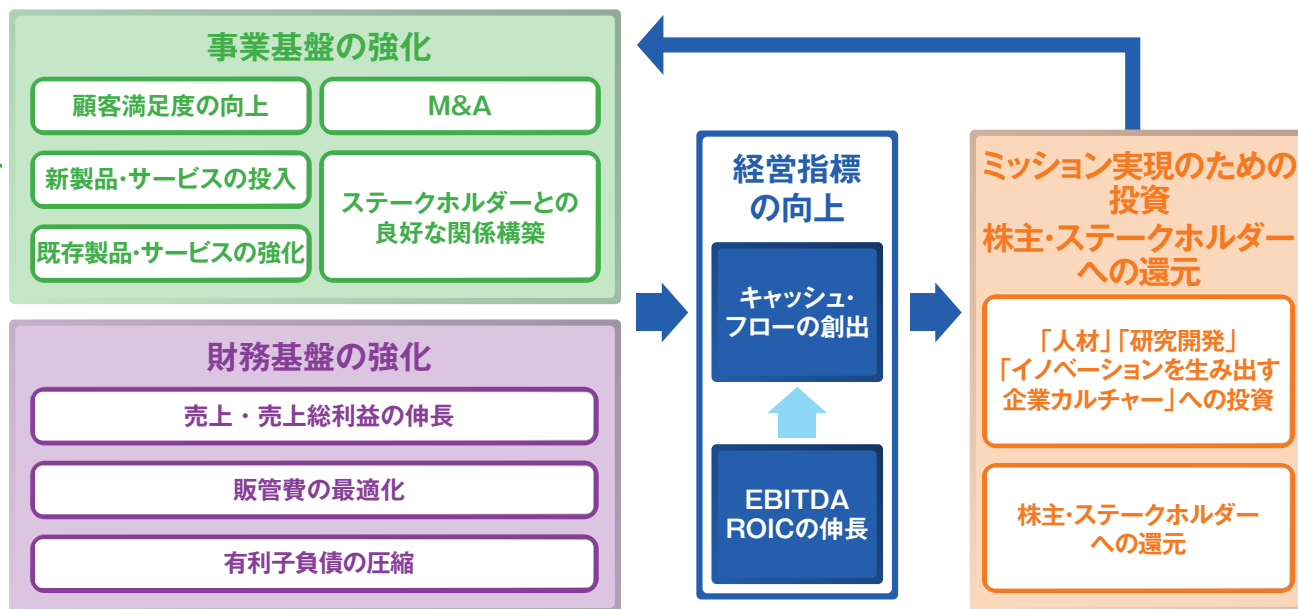 事業基盤の強化
顧客満足度の向上
M&A
新製品・サービスの投入
ステークホルダーとの
良好な関係構築
既存製品・サービスの強化
財務基盤の強化
売上・売上総利益の伸長
販管費の最適化
有利子負債の圧縮
経営指標
の向上
キャッシュ・
フローの創出
EBITDA
ROICの伸長
ミッション実現のための
投資
株主・ステークホルダー
への還元
「人材」「研究開発」
「イノベーションを生み出す
企業カルチャー」への投資
株主・ステークホルダー
への還元